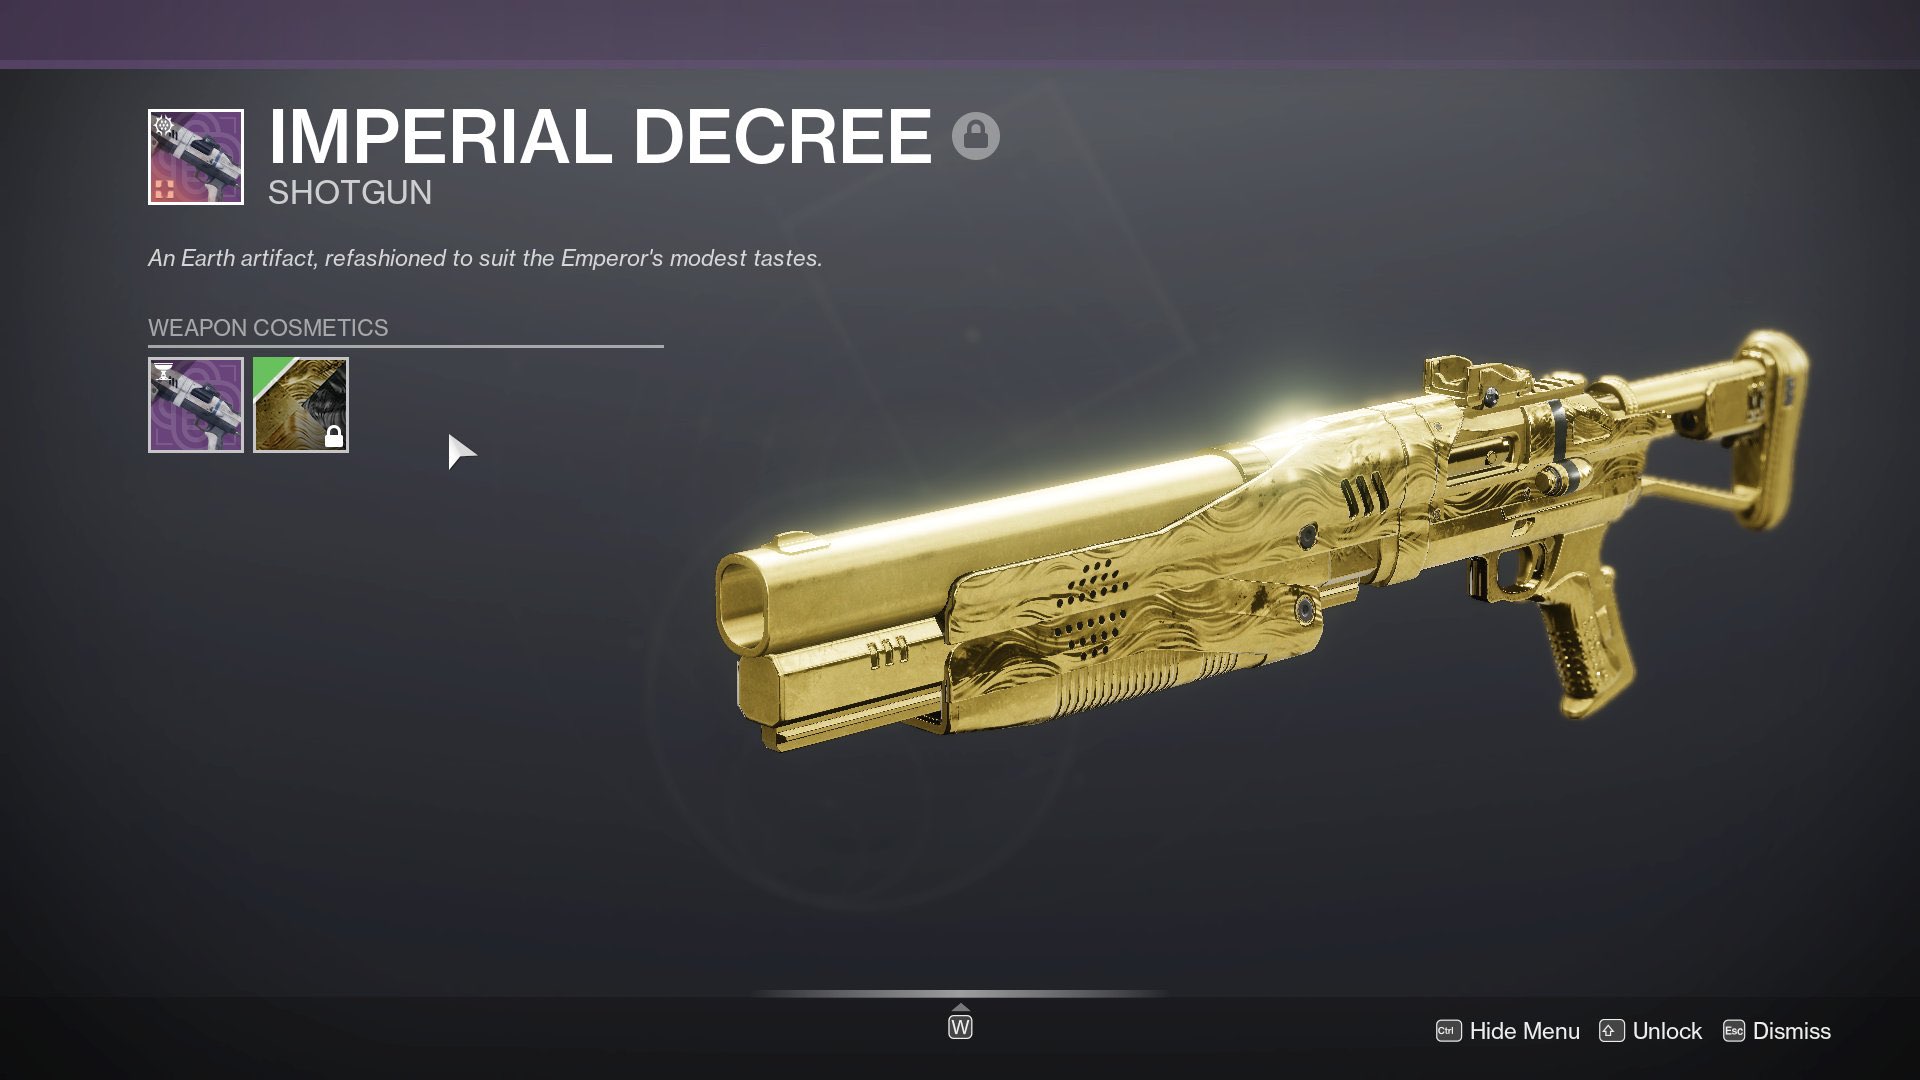 IMPERIAL DECREE
SHOTGUN
An Earth artifact, refashioned to suit the Emperor's modest tastes.
WEAPON COSMETICS
W
Ctrl Hide Menu
Unlock
Esc Dismiss